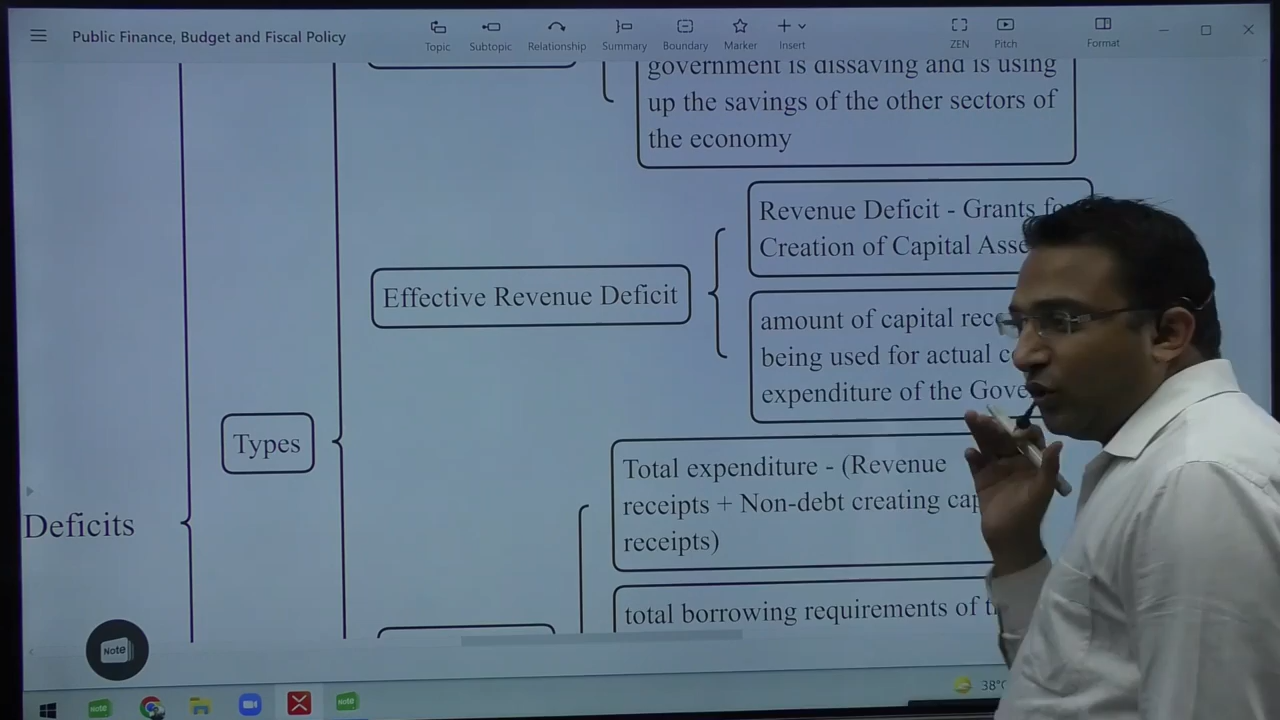 Public Finance, Budget and Fiscal Policy
Topic
Subtopic
Relationship
Summary
Boundary
Marker
Insert
ZEN
Pitch
Format
government is dissaving and is using
up the savings of the other sectors of
the economy
Revenue Deficit - Grants
Creation of Capital
Effective Revenue Deficit
amount of capital
being used for actual
expenditure of the
Types
Total expenditure - (Revenue
receipts + Non-debt creating
receipts)
Deficits
total borrowing requirements of
Note
Note
Note
38°